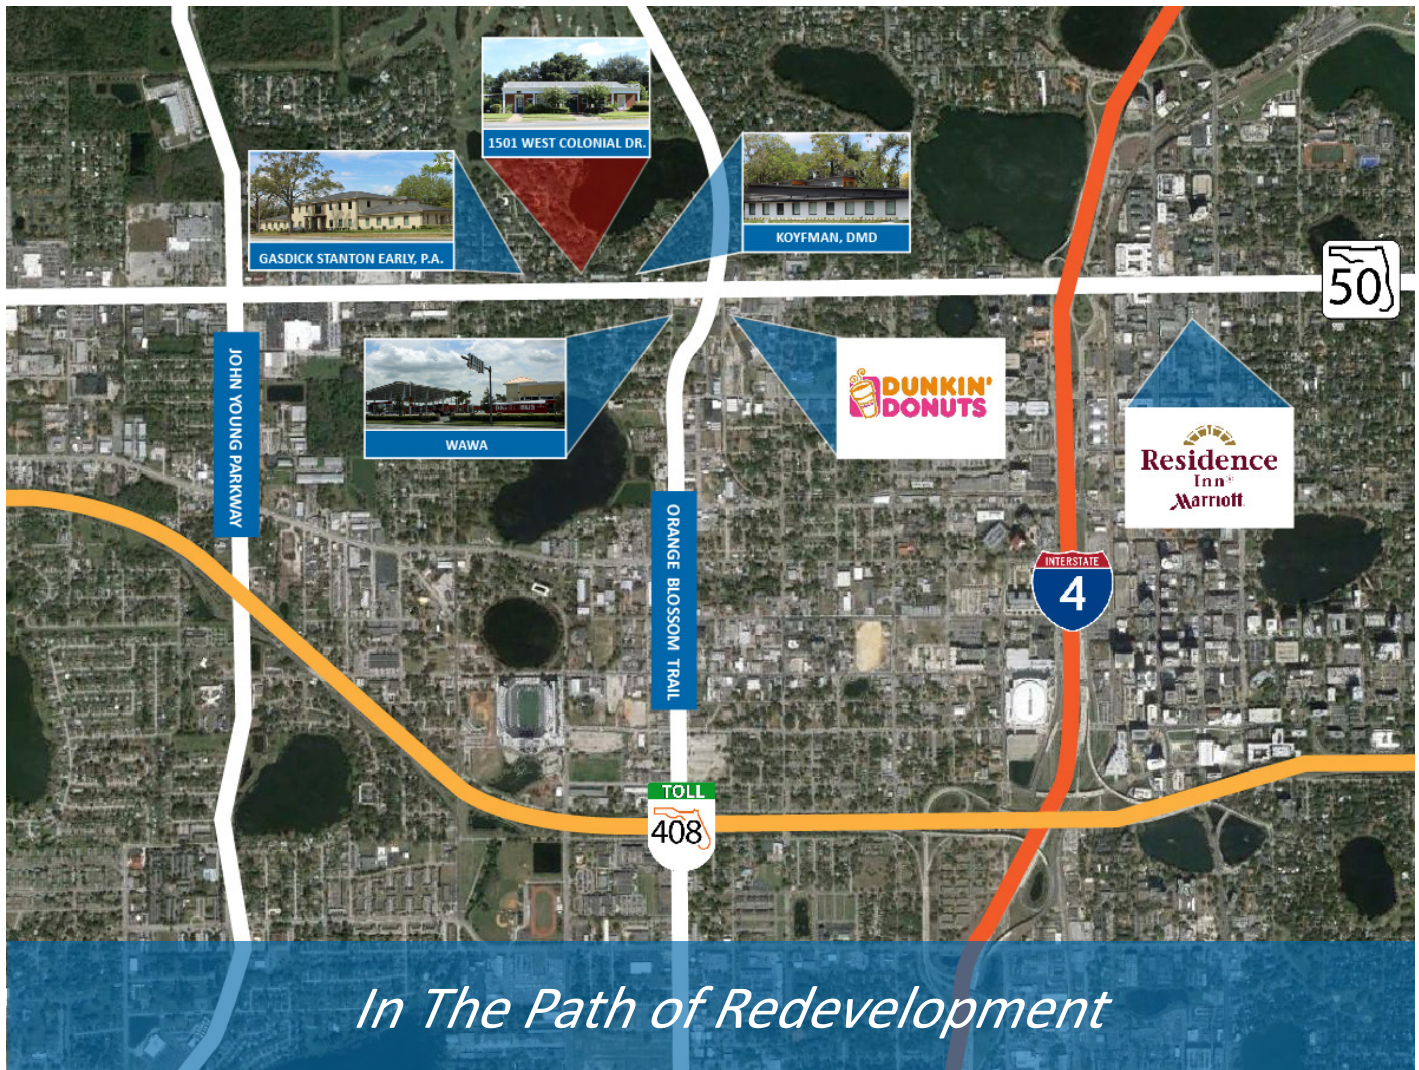 1501 WEST COLONIAL DR.
GASDICK STANTON EARLY, P.A.
KOYFMAN, DMD
50
JOHN YOUNG PARKWAY
WAWA
DUNKIN'
DONUTS
Residence
Inn®
Marriott
ORANGE BLOSSOM TRAIL
INTERSTATE
4
TOLL
408
In The Path of Redevelopment